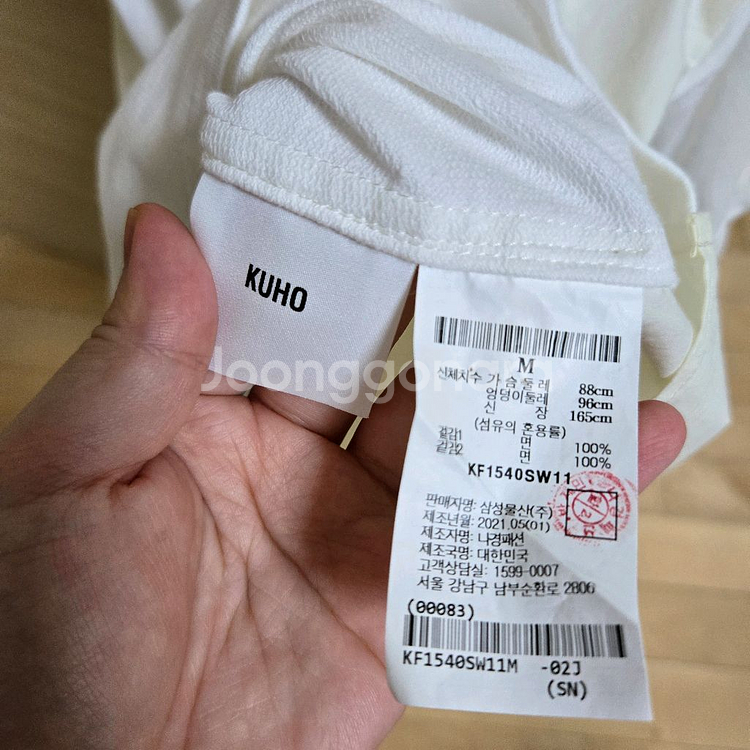 KUHO
Joonggonara
M
신체치수 가슴둘레 88cm
엉덩이둘레 96cm
신 장 165cm
(섬유의 혼용률)
겉감1 면 100%
겉감2 면 100%
KF1540SW11
판매자명: 삼성물산(주)
제조년월: 2021.05(01)
제조자명: 나경패션
제조국명: 대한민국
고객상담실: 1599-0007
서울 강남구 남부순환로 2806
(00083)
KF1540SW11M -02J
(SN)